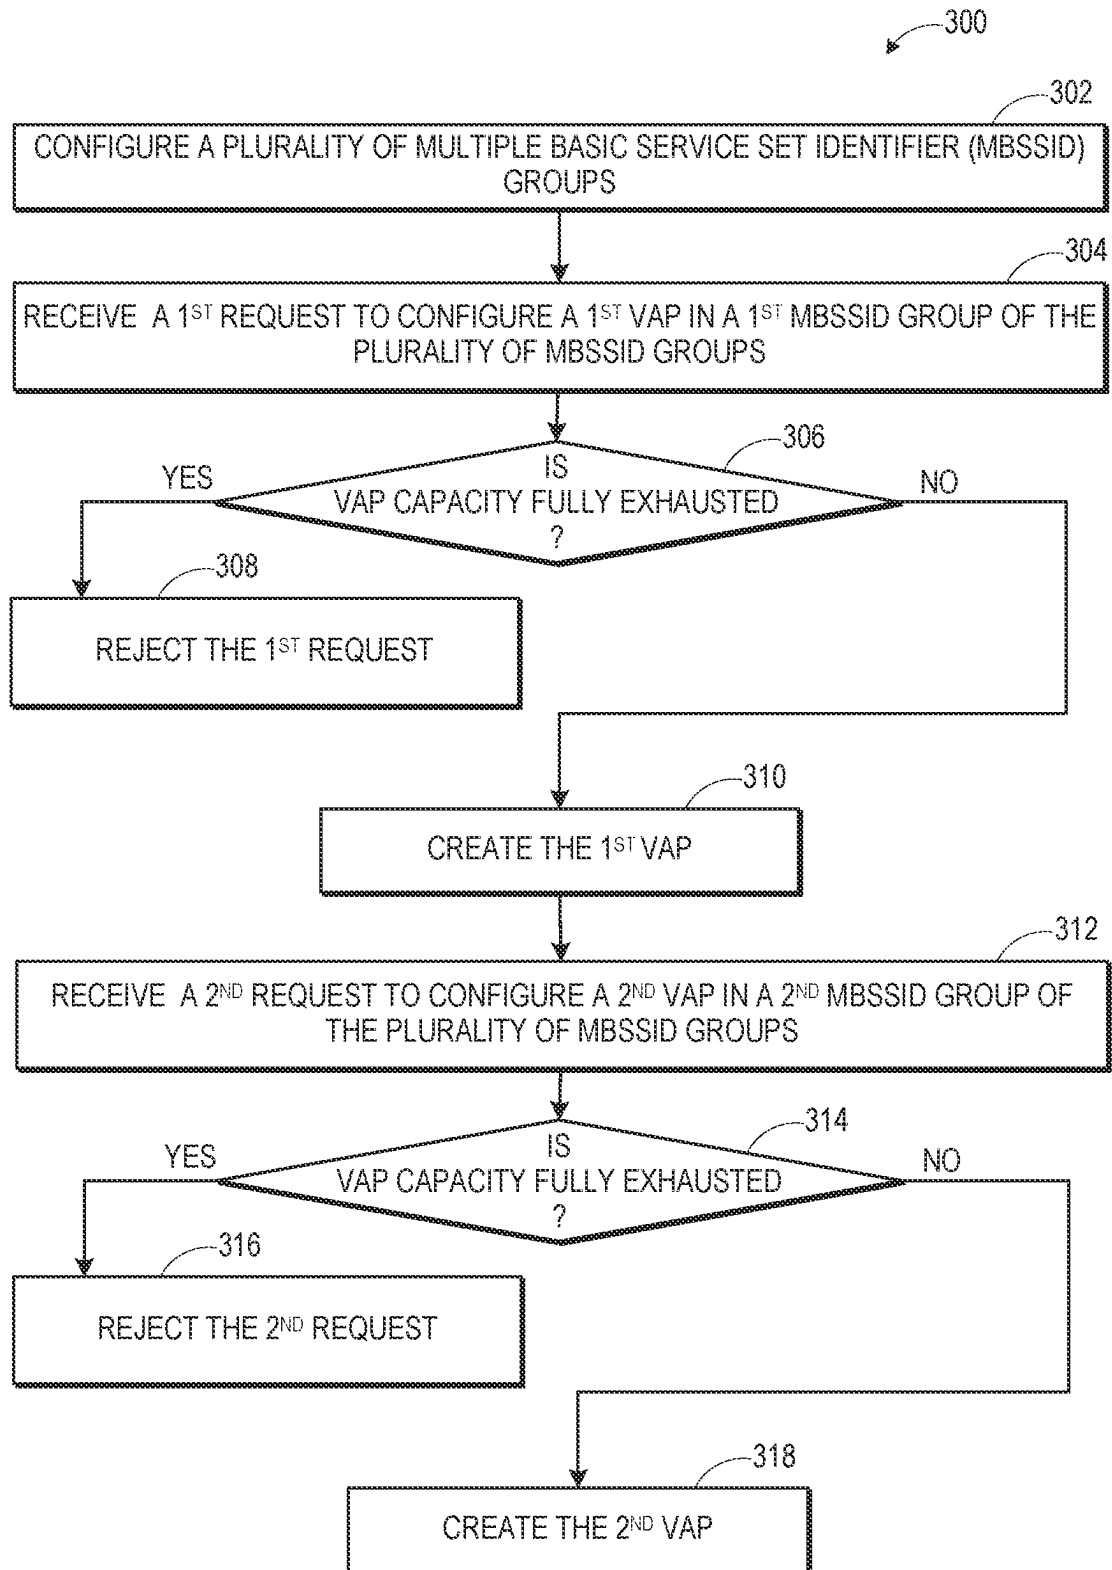 300
302
CONFIGURE A PLURALITY OF MULTIPLE BASIC SERVICE SET IDENTIFIER (MBSSID)
GROUPS
304
RECEIVE A 1ST REQUEST TO CONFIGURE A 1ST VAP IN A 1ST MBSSID GROUP OF THE
PLURALITY OF MBSSID GROUPS
306
YES
IS
NO
VAP CAPACITY FULLY EXHAUSTED
?
308
REJECT THE 1ST REQUEST
310
CREATE THE 1ST VAP
312
RECEIVE A 2ND REQUEST TO CONFIGURE A 2ND VAP IN A 2ND MBSSID GROUP OF
THE PLURALITY OF MBSSID GROUPS
314
YES
IS
NO
VAP CAPACITY FULLY EXHAUSTED
?
316
REJECT THE 2ND REQUEST
318
CREATE THE 2ND VAP